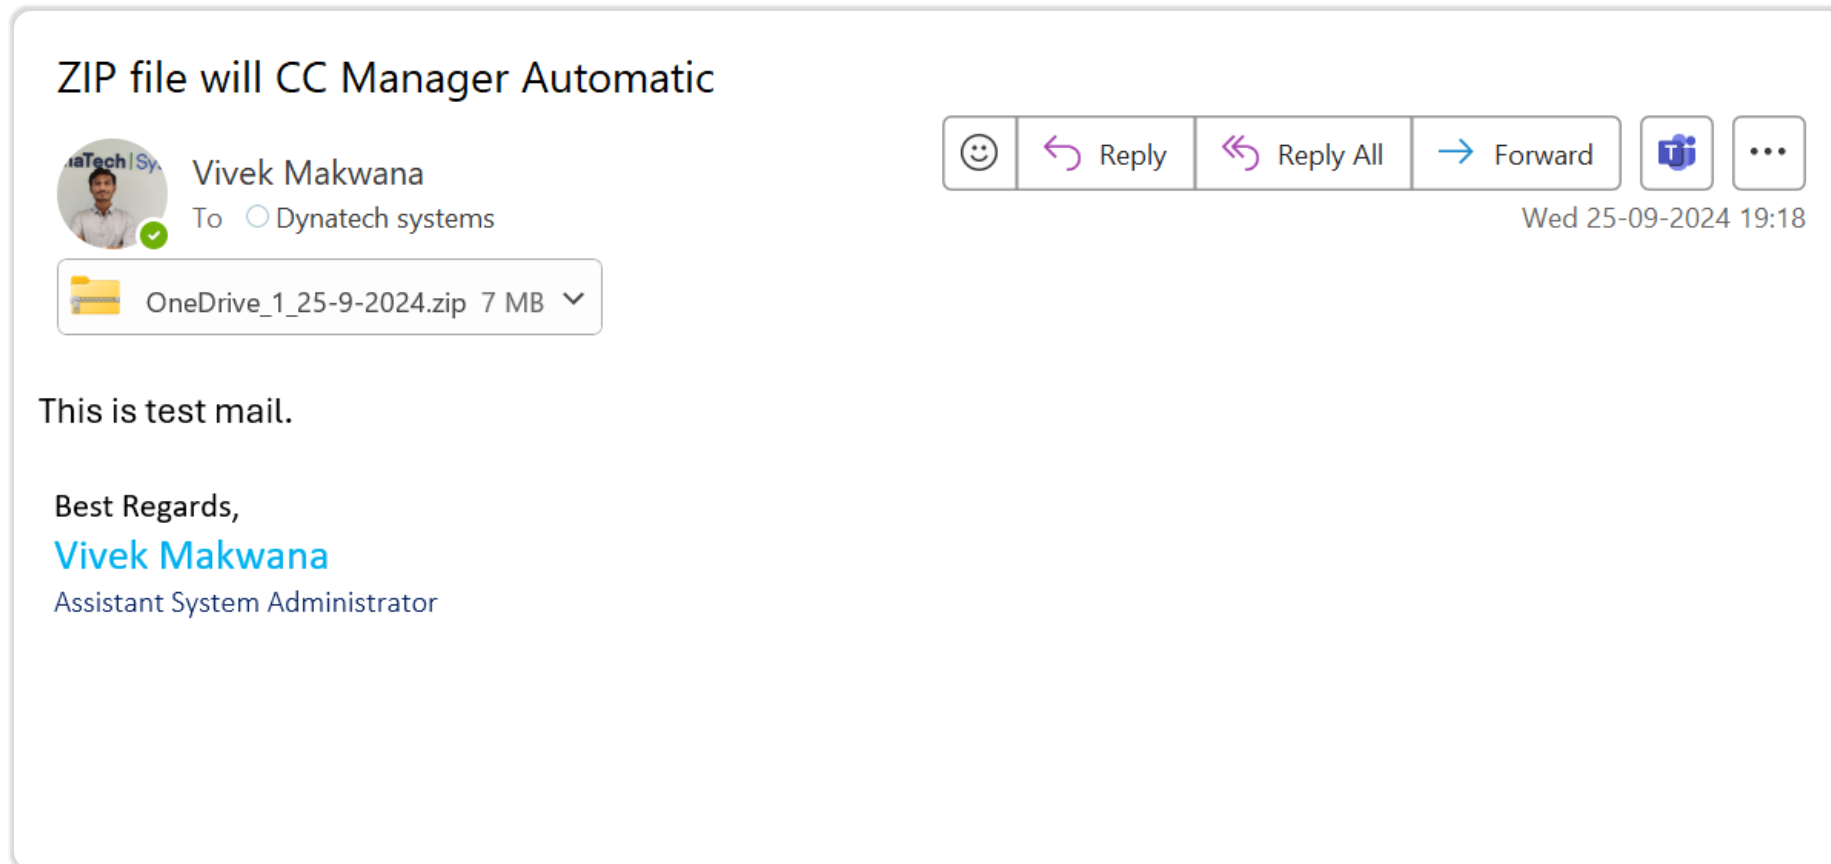 ZIP file will CC Manager Automatic
Reply
Reply All
Forward
Vivek Makwana
To Dynatech systems
Wed 25-09-2024 19:18
OneDrive_1_25-9-2024.zip 7 MB
This is test mail.
Best Regards,
Vivek Makwana
Assistant System Administrator